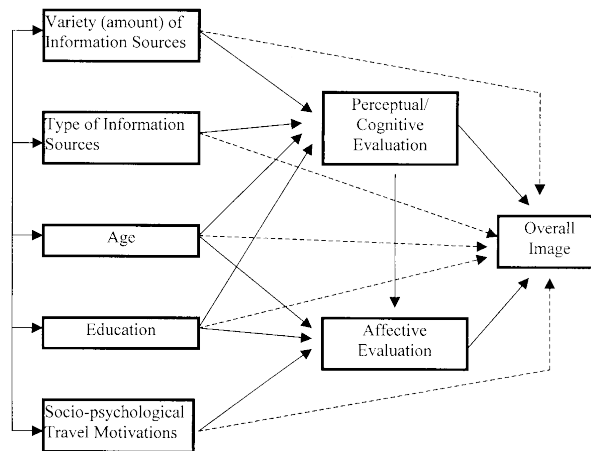 Variety (amount) of
Information Sources
Type of Information
Sources
Age
Education
Socio-psychological
Travel Motivations
Perceptual/
Cognitive
Evaluation
Affective
Evaluation
Overall
Image